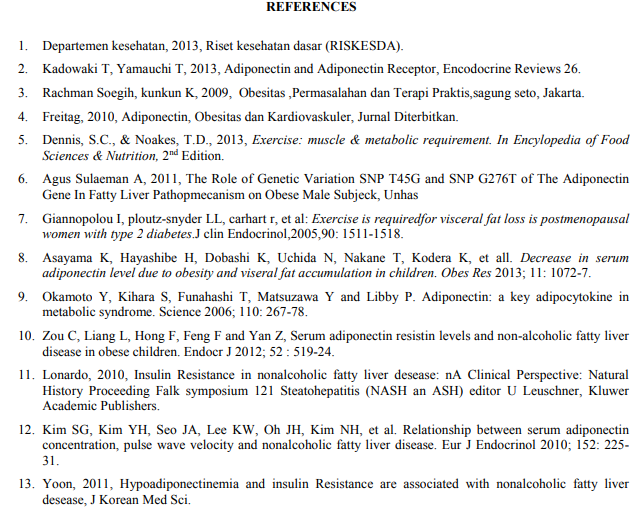 REFERENCES
1. Departemen kesehatan, 2013, Riset kesehatan dasar (RISKESDA).
2. Kadowaki T, Yamauchi T, 2013, Adiponectin and Adiponectin Receptor, Encodocrine Reviews 26.
3. Rachman Soegih, kunkun K, 2009, Obesitas ,Permasalahan dan Terapi Praktis,sagung seto, Jakarta.
4. Freitag, 2010, Adiponectin, Obesitas dan Kardiovaskuler, Jurnal Diterbitkan.
5. Dennis, S.C., & Noakes, T.D., 2013, Exercise: muscle & metabolic requirement. In Encylopedia of Food
Sciences & Nutrition, 2nd Edition.
6. Agus Sulaeman A, 2011, The Role of Genetic Variation SNP T45G and SNP G276T of The Adiponectin
Gene In Fatty Liver Pathopmecanism on Obese Male Subjeck, Unhas
7. Giannopolou I, ploutz-snyder LL, carhart r, et al: Exercise is requiredfor visceral fat loss is postmenopausal
women with type 2 diabetes.J clin Endocrinol,2005,90: 1511-1518.
8. Asayama K, Hayashibe H, Dobashi K, Uchida N, Nakane T, Kodera K, et all. Decrease in serum
adiponectin level due to obesity and viseral fat accumulation in children. Obes Res 2013; 11: 1072-7.
9. Okamoto Y, Kihara S, Funahashi T, Matsuzawa Y and Libby P. Adiponectin: a key adipocytokine in
metabolic syndrome. Science 2006; 110: 267-78.
10. Zou C, Liang L, Hong F, Feng F and Yan Z, Serum adiponectin resistin levels and non-alcoholic fatty liver
disease in obese children. Endocr J 2012; 52 : 519-24.
11. Lonardo, 2010, Insulin Resistance in nonalcoholic fatty liver desease: nA Clinical Perspective: Natural
History Proceeding Falk symposium 121 Steatohepatitis (NASH an ASH) editor U Leuschner, Kluwer
Academic Publishers.
12. Kim SG, Kim YH, Seo JA, Lee KW, Oh JH, Kim NH, et al. Relationship between serum adiponectin
concentration, pulse wave velocity and nonalcoholic fatty liver disease. Eur J Endocrinol 2010; 152: 225-
31.
13. Yoon, 2011, Hypoadiponectinemia and insulin Resistance are associated with nonalcoholic fatty liver
desease, J Korean Med Sci.